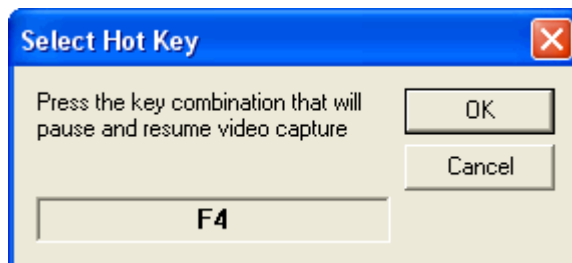 Select Hot Key
Press the key combination that will
pause and resume video capture
OK
Cancel
F4